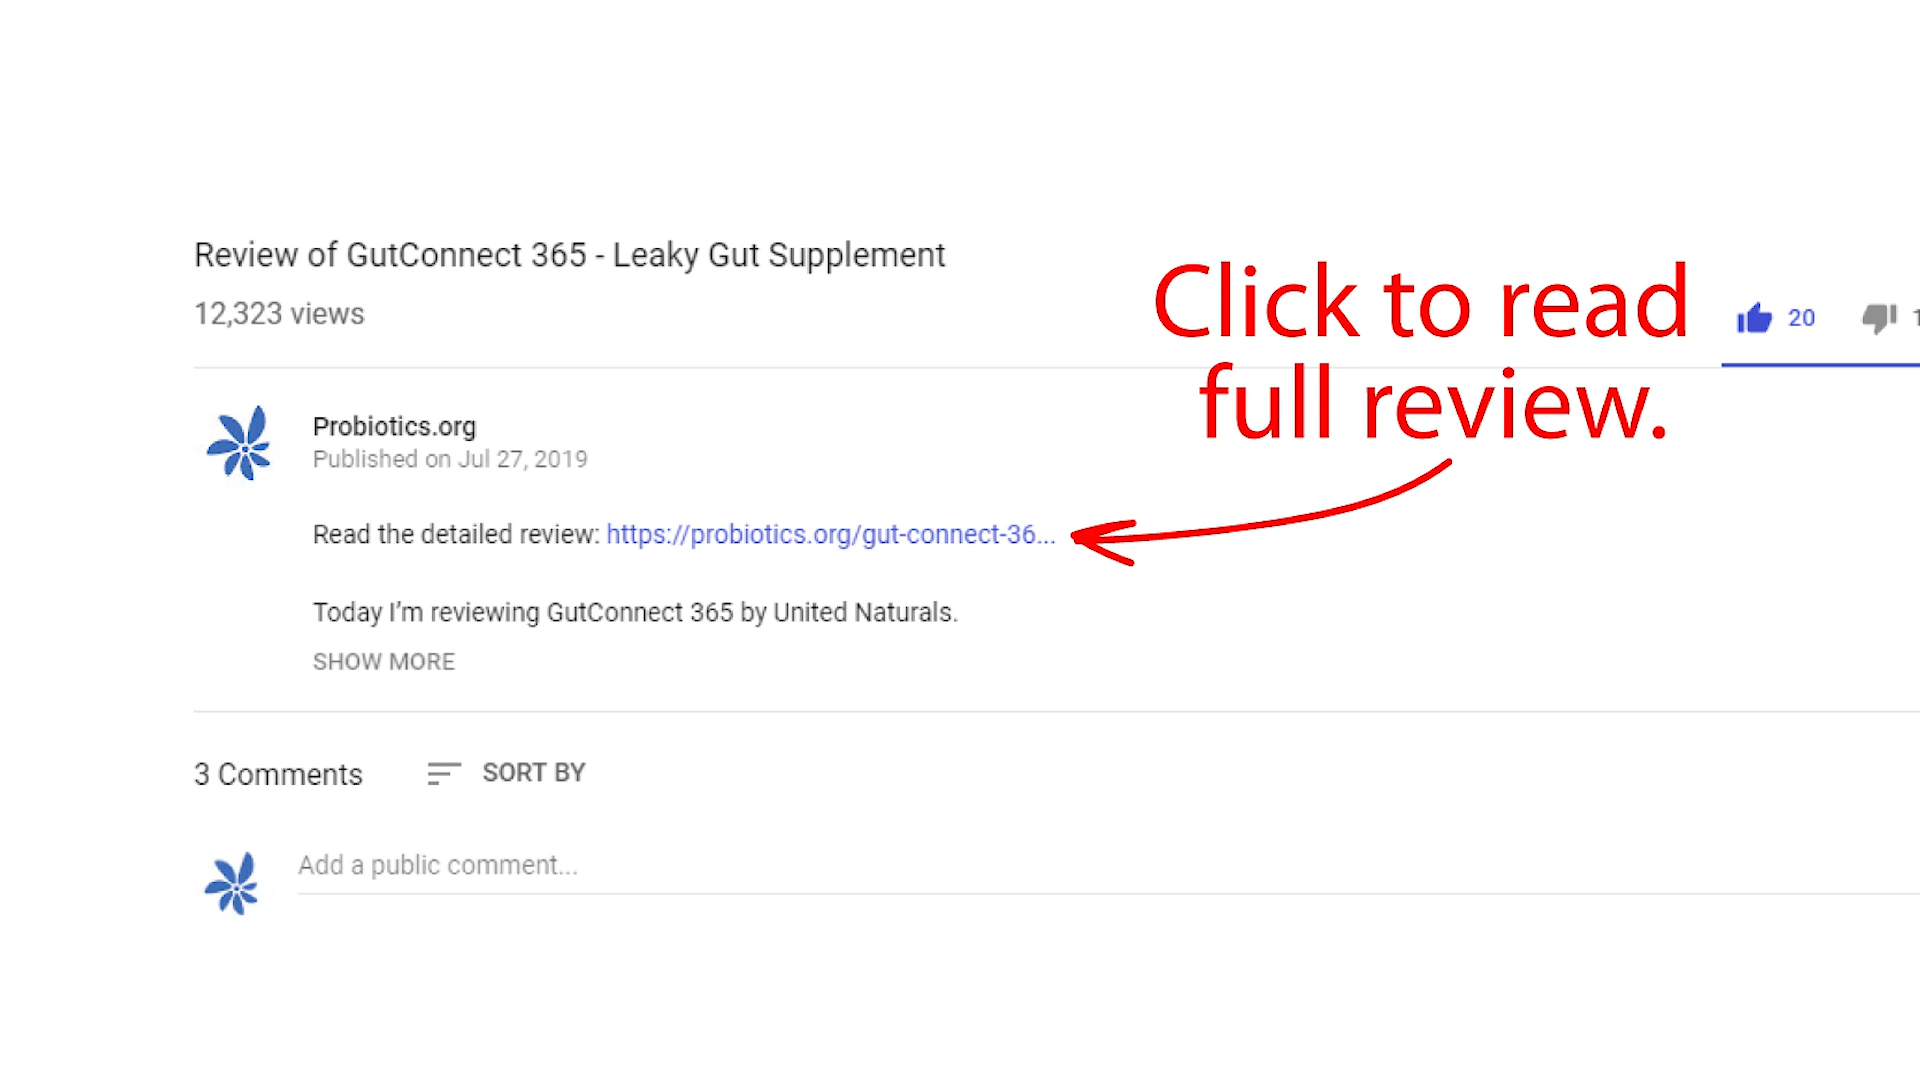 Review of GutConnect 365 - Leaky Gut Supplement
12,323 views
Click to read
full review.
20
Probiotics.org
Published on Jul 27, 2019
Read the detailed review: https://probiotics.org/gut-connect-36...
Today I’m reviewing GutConnect 365 by United Naturals.
SHOW MORE
3 Comments
SORT BY
Add a public comment...